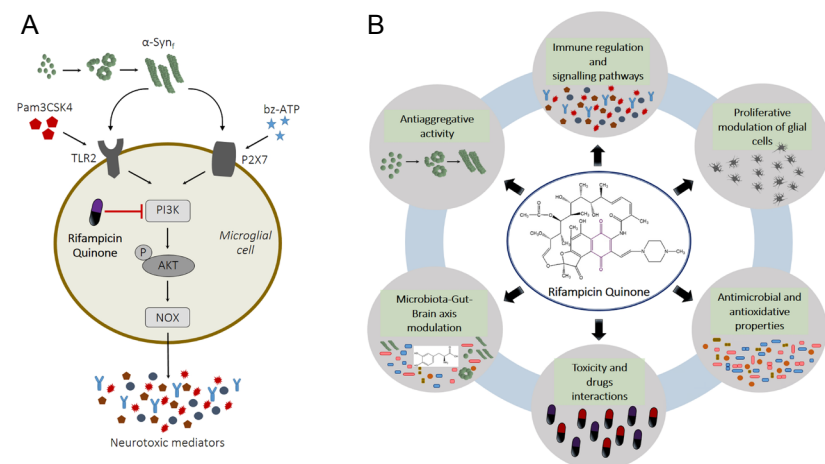 A
α-Synf
Pam3CSK4
bz-ATP
TLR2
P2X7
PI3K
Rifampicin
Quinone
Microglial
cell
P
AKT
NOX
Neurotoxic mediators
B
Immune regulation
and
signalling pathways
Antiaggregative
activity
Proliferative
modulation of glial
cells
Rifampicin Quinone
Microbiota-Gut-
Brain axis
modulation
Antimicrobial and
antioxidative
properties
Toxicity and
drugs
interactions